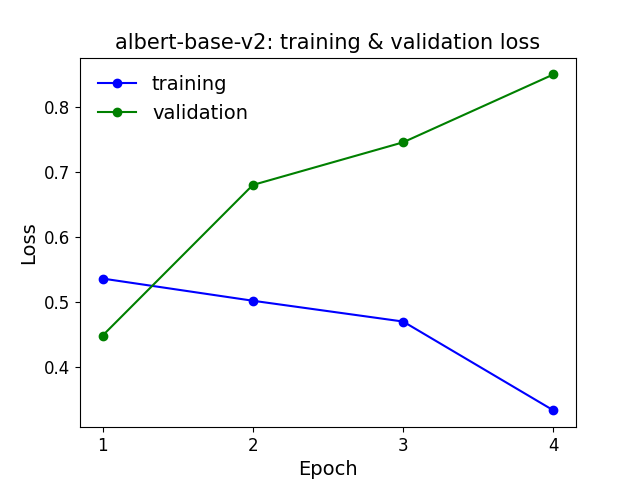 albert-base-v2: training & validation loss
training
validation
0.8
0.7
0.6
0.5
0.4
Loss
1 2 3 4
Epoch